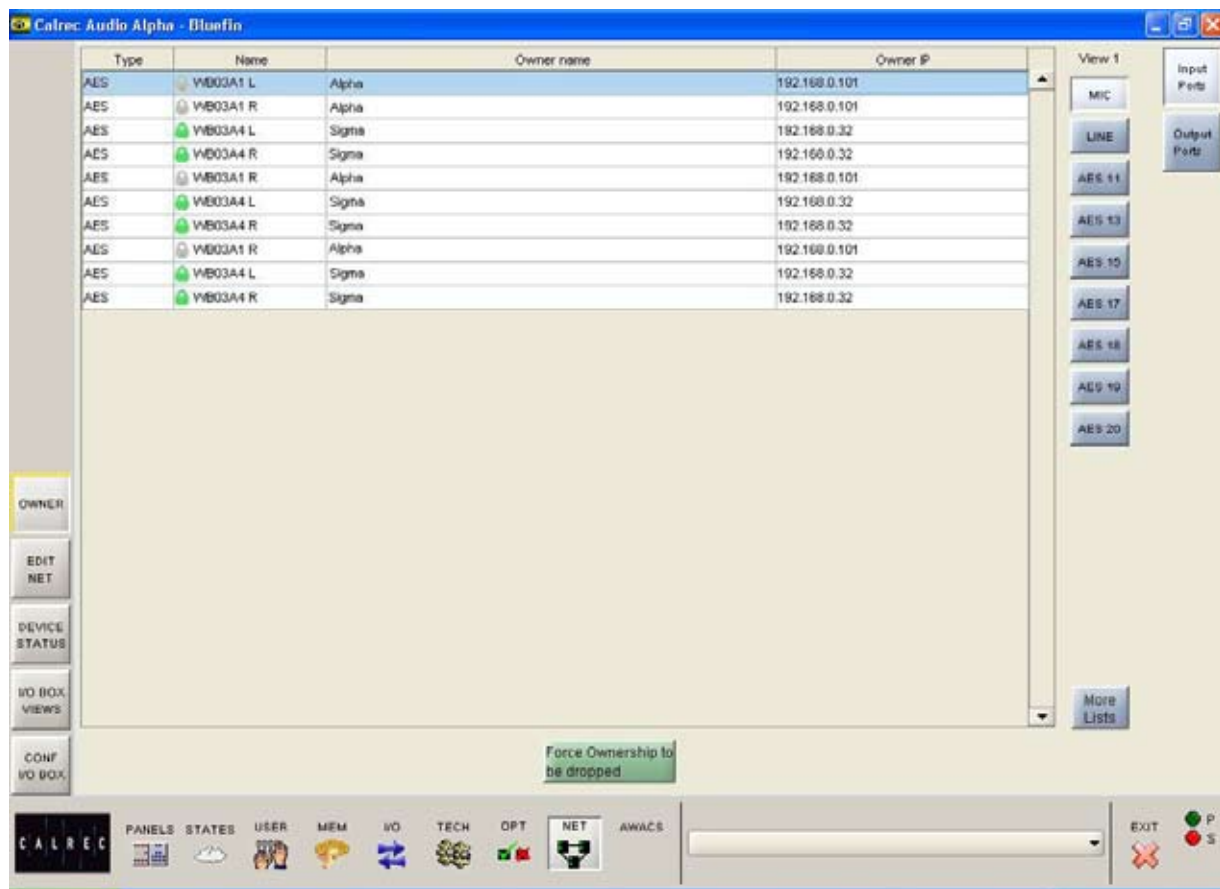 Calrec Audio Alpha - Bluefin
Type Name Owner name Owner IP
AES WB03A1 L Alpha 192.168.0.101
AES WB03A1 R Alpha 192.168.0.101
AES WB03A4 L Sigma 192.168.0.32
AES WB03A4 R Sigma 192.168.0.32
AES WB03A1 R Alpha 192.168.0.101
AES WB03A4 L Sigma 192.168.0.32
AES WB03A4 R Sigma 192.168.0.32
AES WB03A1 R Alpha 192.168.0.101
AES WB03A4 L Sigma 192.168.0.32
AES WB03A4 R Sigma 192.168.0.32
View 1
MIC
LINE
AES 11
AES 13
AES 15
AES 17
AES 18
AES 19
AES 20
More
Lists
Input
Ports
Output
Ports
OWNER
EDIT
NET
DEVICE
STATUS
I/O BOX
VIEWS
CONF
I/O BOX
Force Ownership to
be dropped
CALREC
PANELS STATES USER MEM I/O TECH OPT NET AWACS
EXIT
P
S